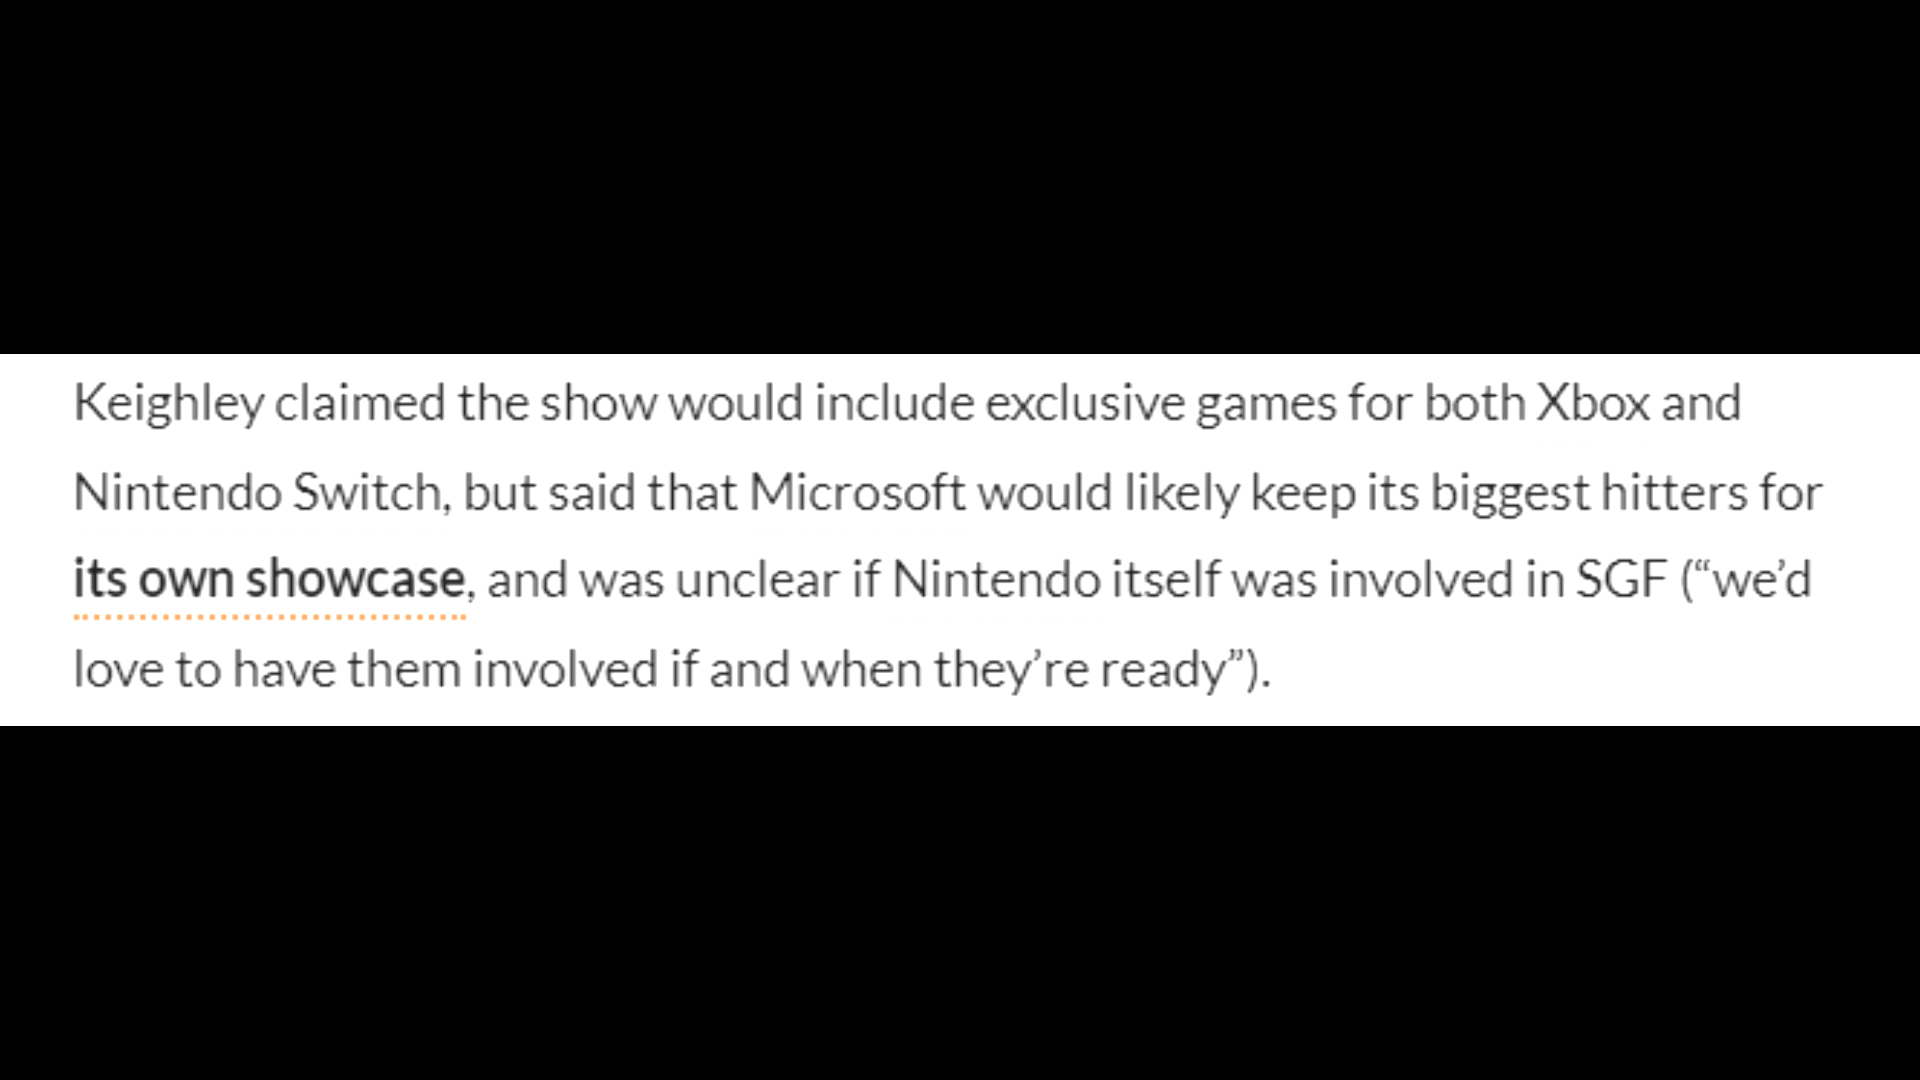 Keighley claimed the show would include exclusive games for both Xbox and
Nintendo Switch, but said that Microsoft would likely keep its biggest hitters for
its own showcase, and was unclear if Nintendo itself was involved in SGF (“we’d
love to have them involved if and when they’re ready”).